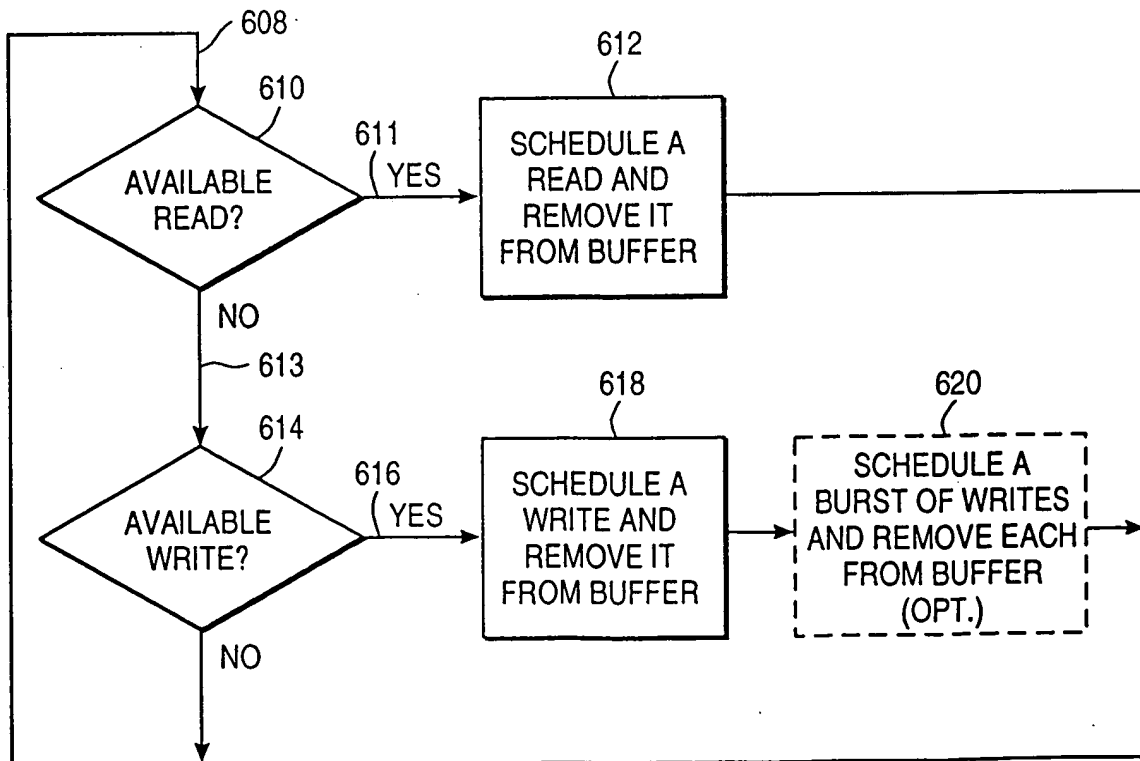 608
610
611
612
AVAILABLE
READ?
YES
SCHEDULE A
READ AND
REMOVE IT
FROM BUFFER
NO
613
614
616
618
620
AVAILABLE
WRITE?
YES
SCHEDULE A
WRITE AND
REMOVE IT
FROM BUFFER
SCHEDULE A
BURST OF WRITES
AND REMOVE EACH
FROM BUFFER
(OPT.)
NO